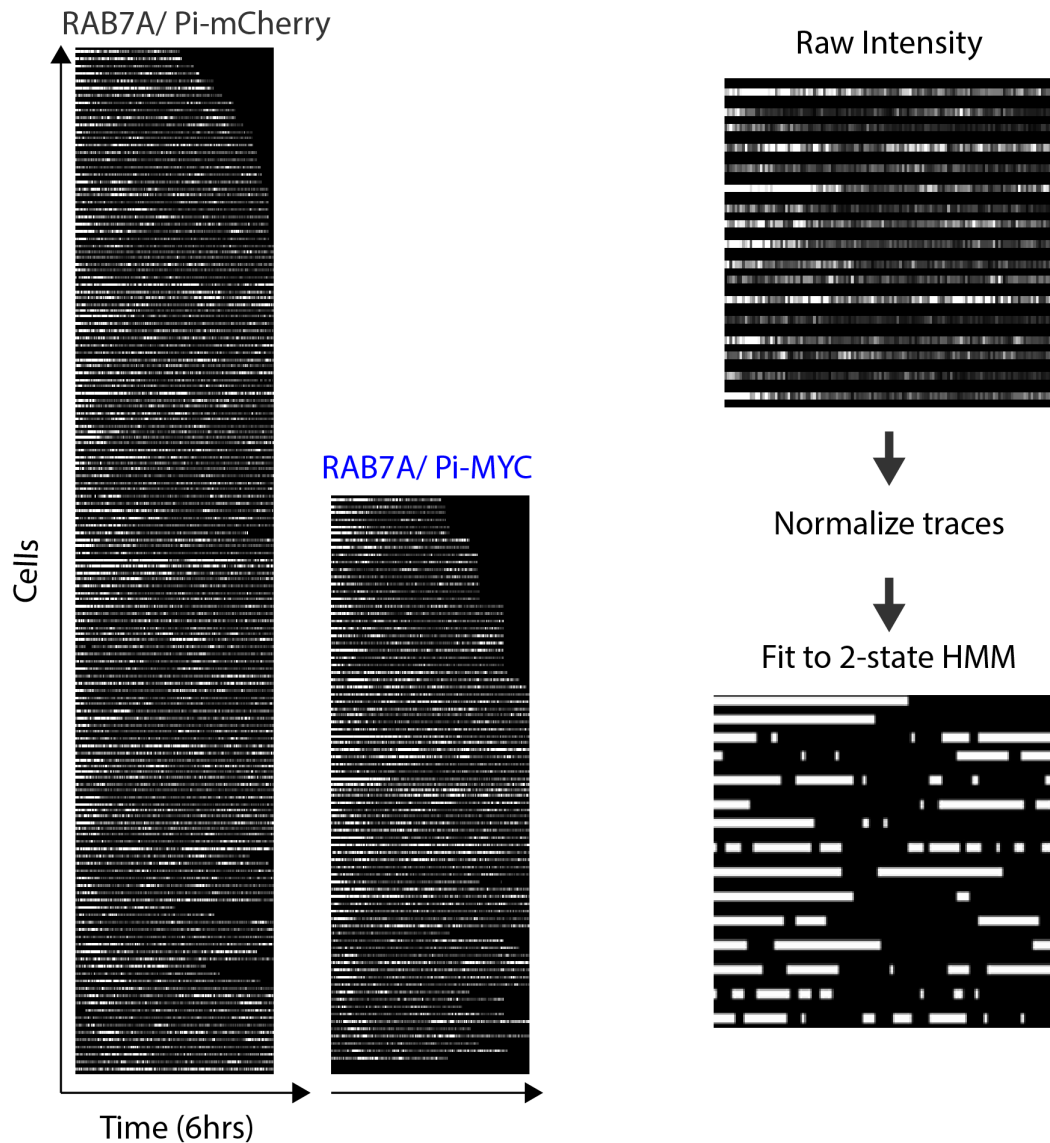 RAB7A/ Pi-mCherry
Cells
Time (6hrs)
RAB7A/ Pi-MYC
Raw Intensity
Normalize traces
Fit to 2-state HMM